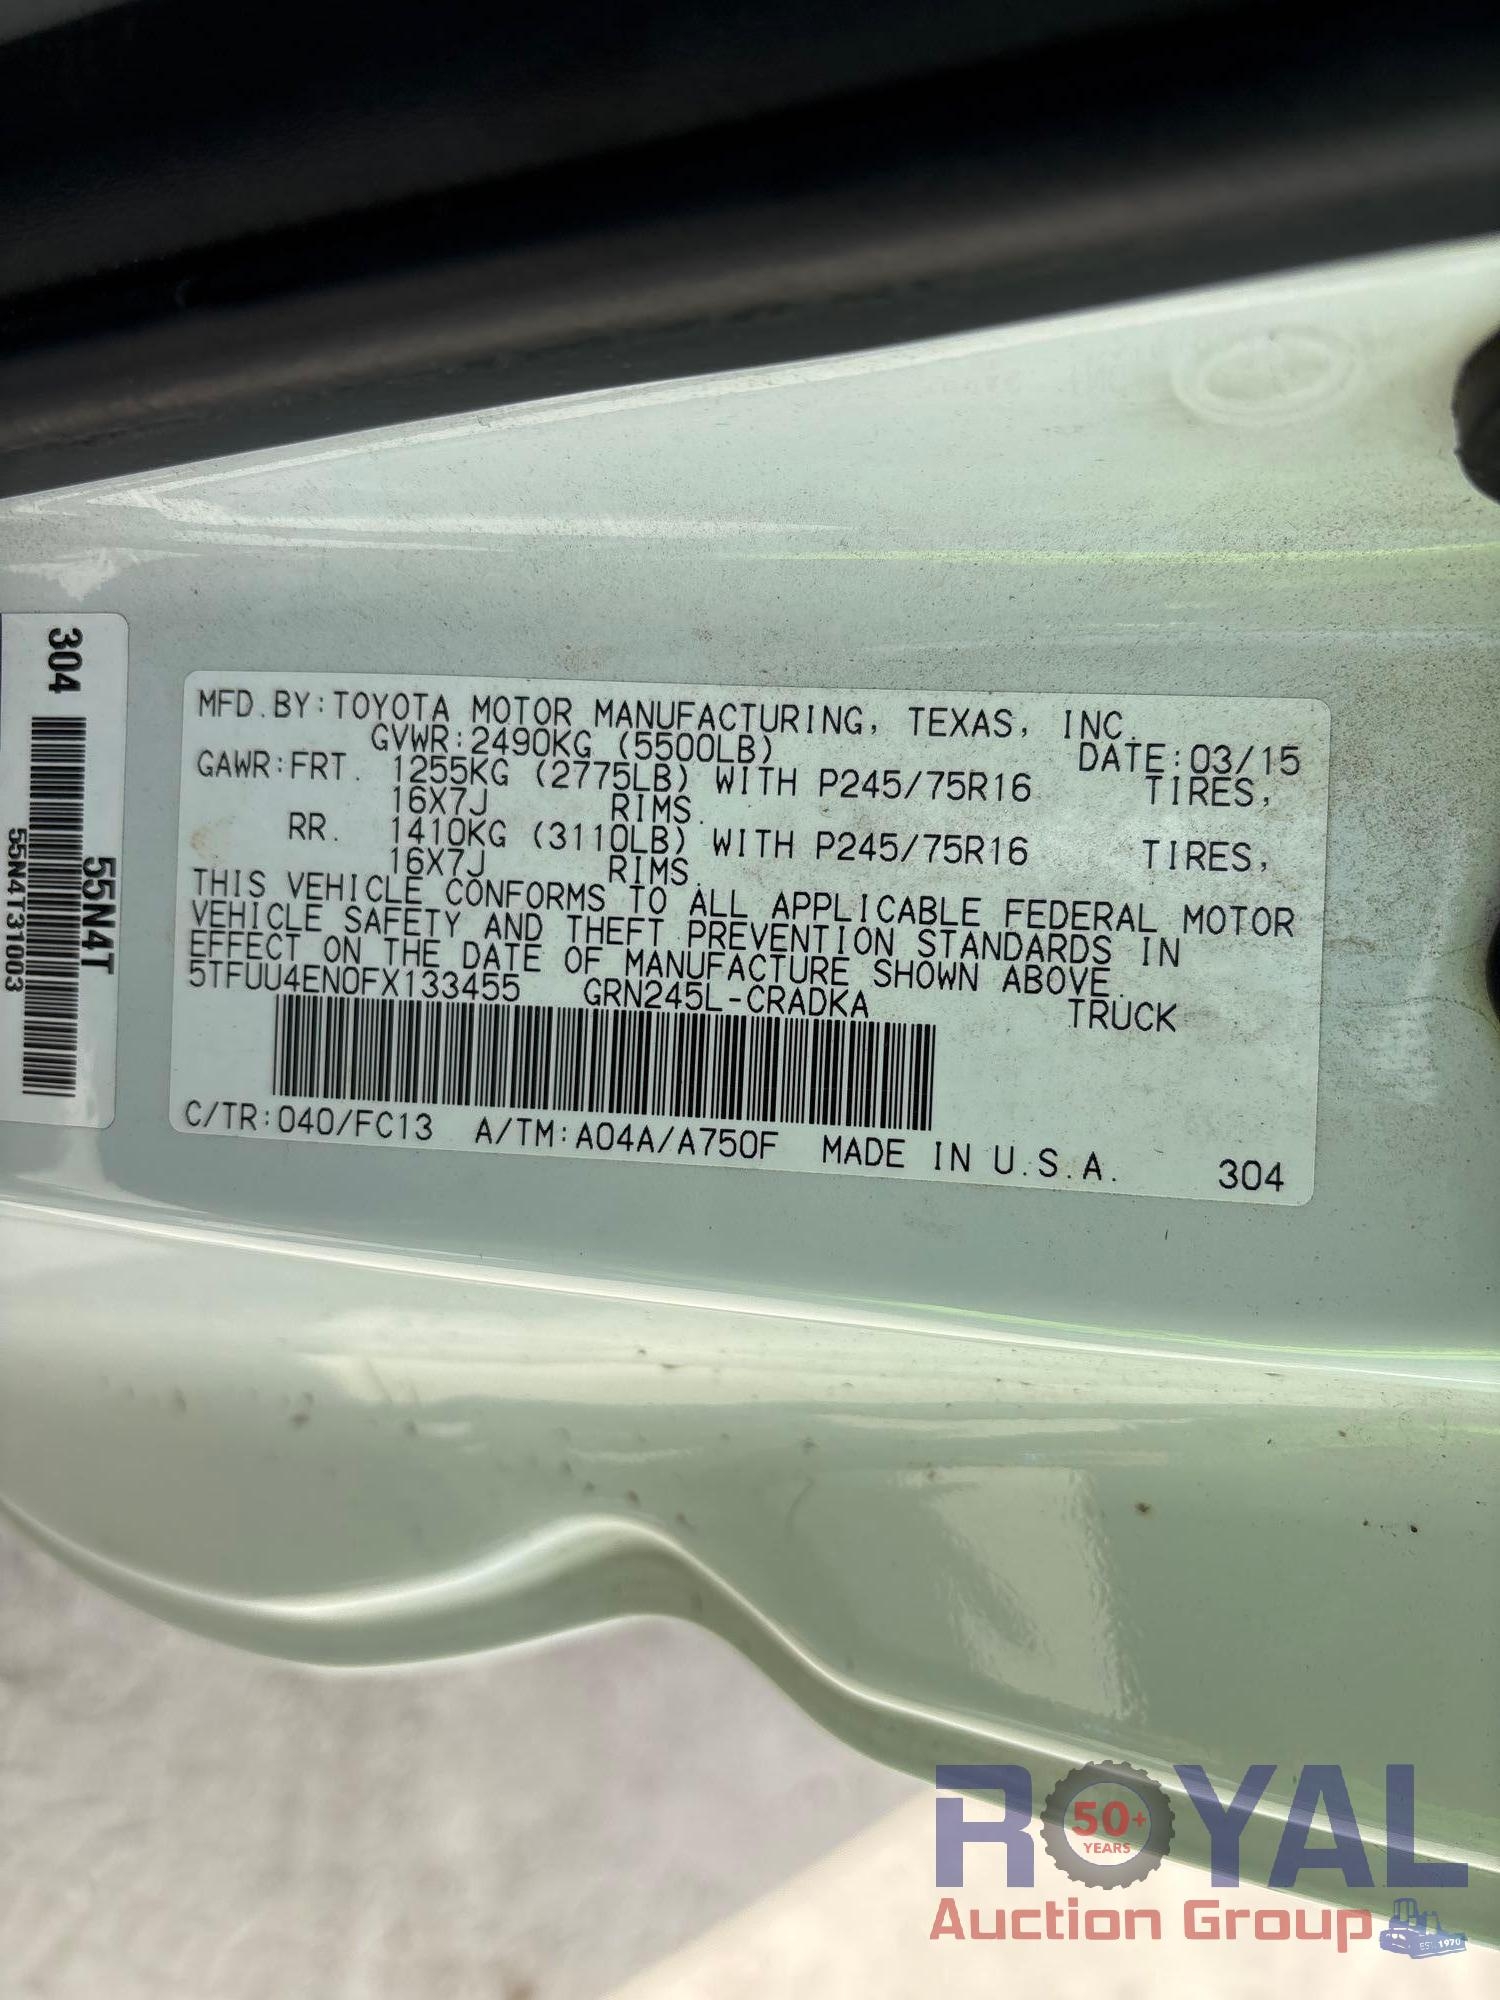 MFD.BY:TOYOTA MOTOR MANUFACTURING, TEXAS, INC.
GVWR:2490KG (5500LB) DATE:03/15
GAWR:FRT. 1255KG (2775LB) WITH P245/75R16 TIRES,
16X7J RIMS.
RR. 1410KG (3110LB) WITH P245/75R16 TIRES,
16X7J RIMS.
THIS VEHICLE CONFORMS TO ALL APPLICABLE FEDERAL MOTOR
VEHICLE SAFETY AND THEFT PREVENTION STANDARDS IN
EFFECT ON THE DATE OF MANUFACTURE SHOWN ABOVE.
5TFUU4EN0FX133455 GRN245L-CRADKA TRUCK
C/TR:040/FC13 A/TM:A04A/A750F MADE IN U.S.A. 304
304
55N4T
55N4T31003
ROYAL
50+
YEARS
Auction Group
EST. 1970